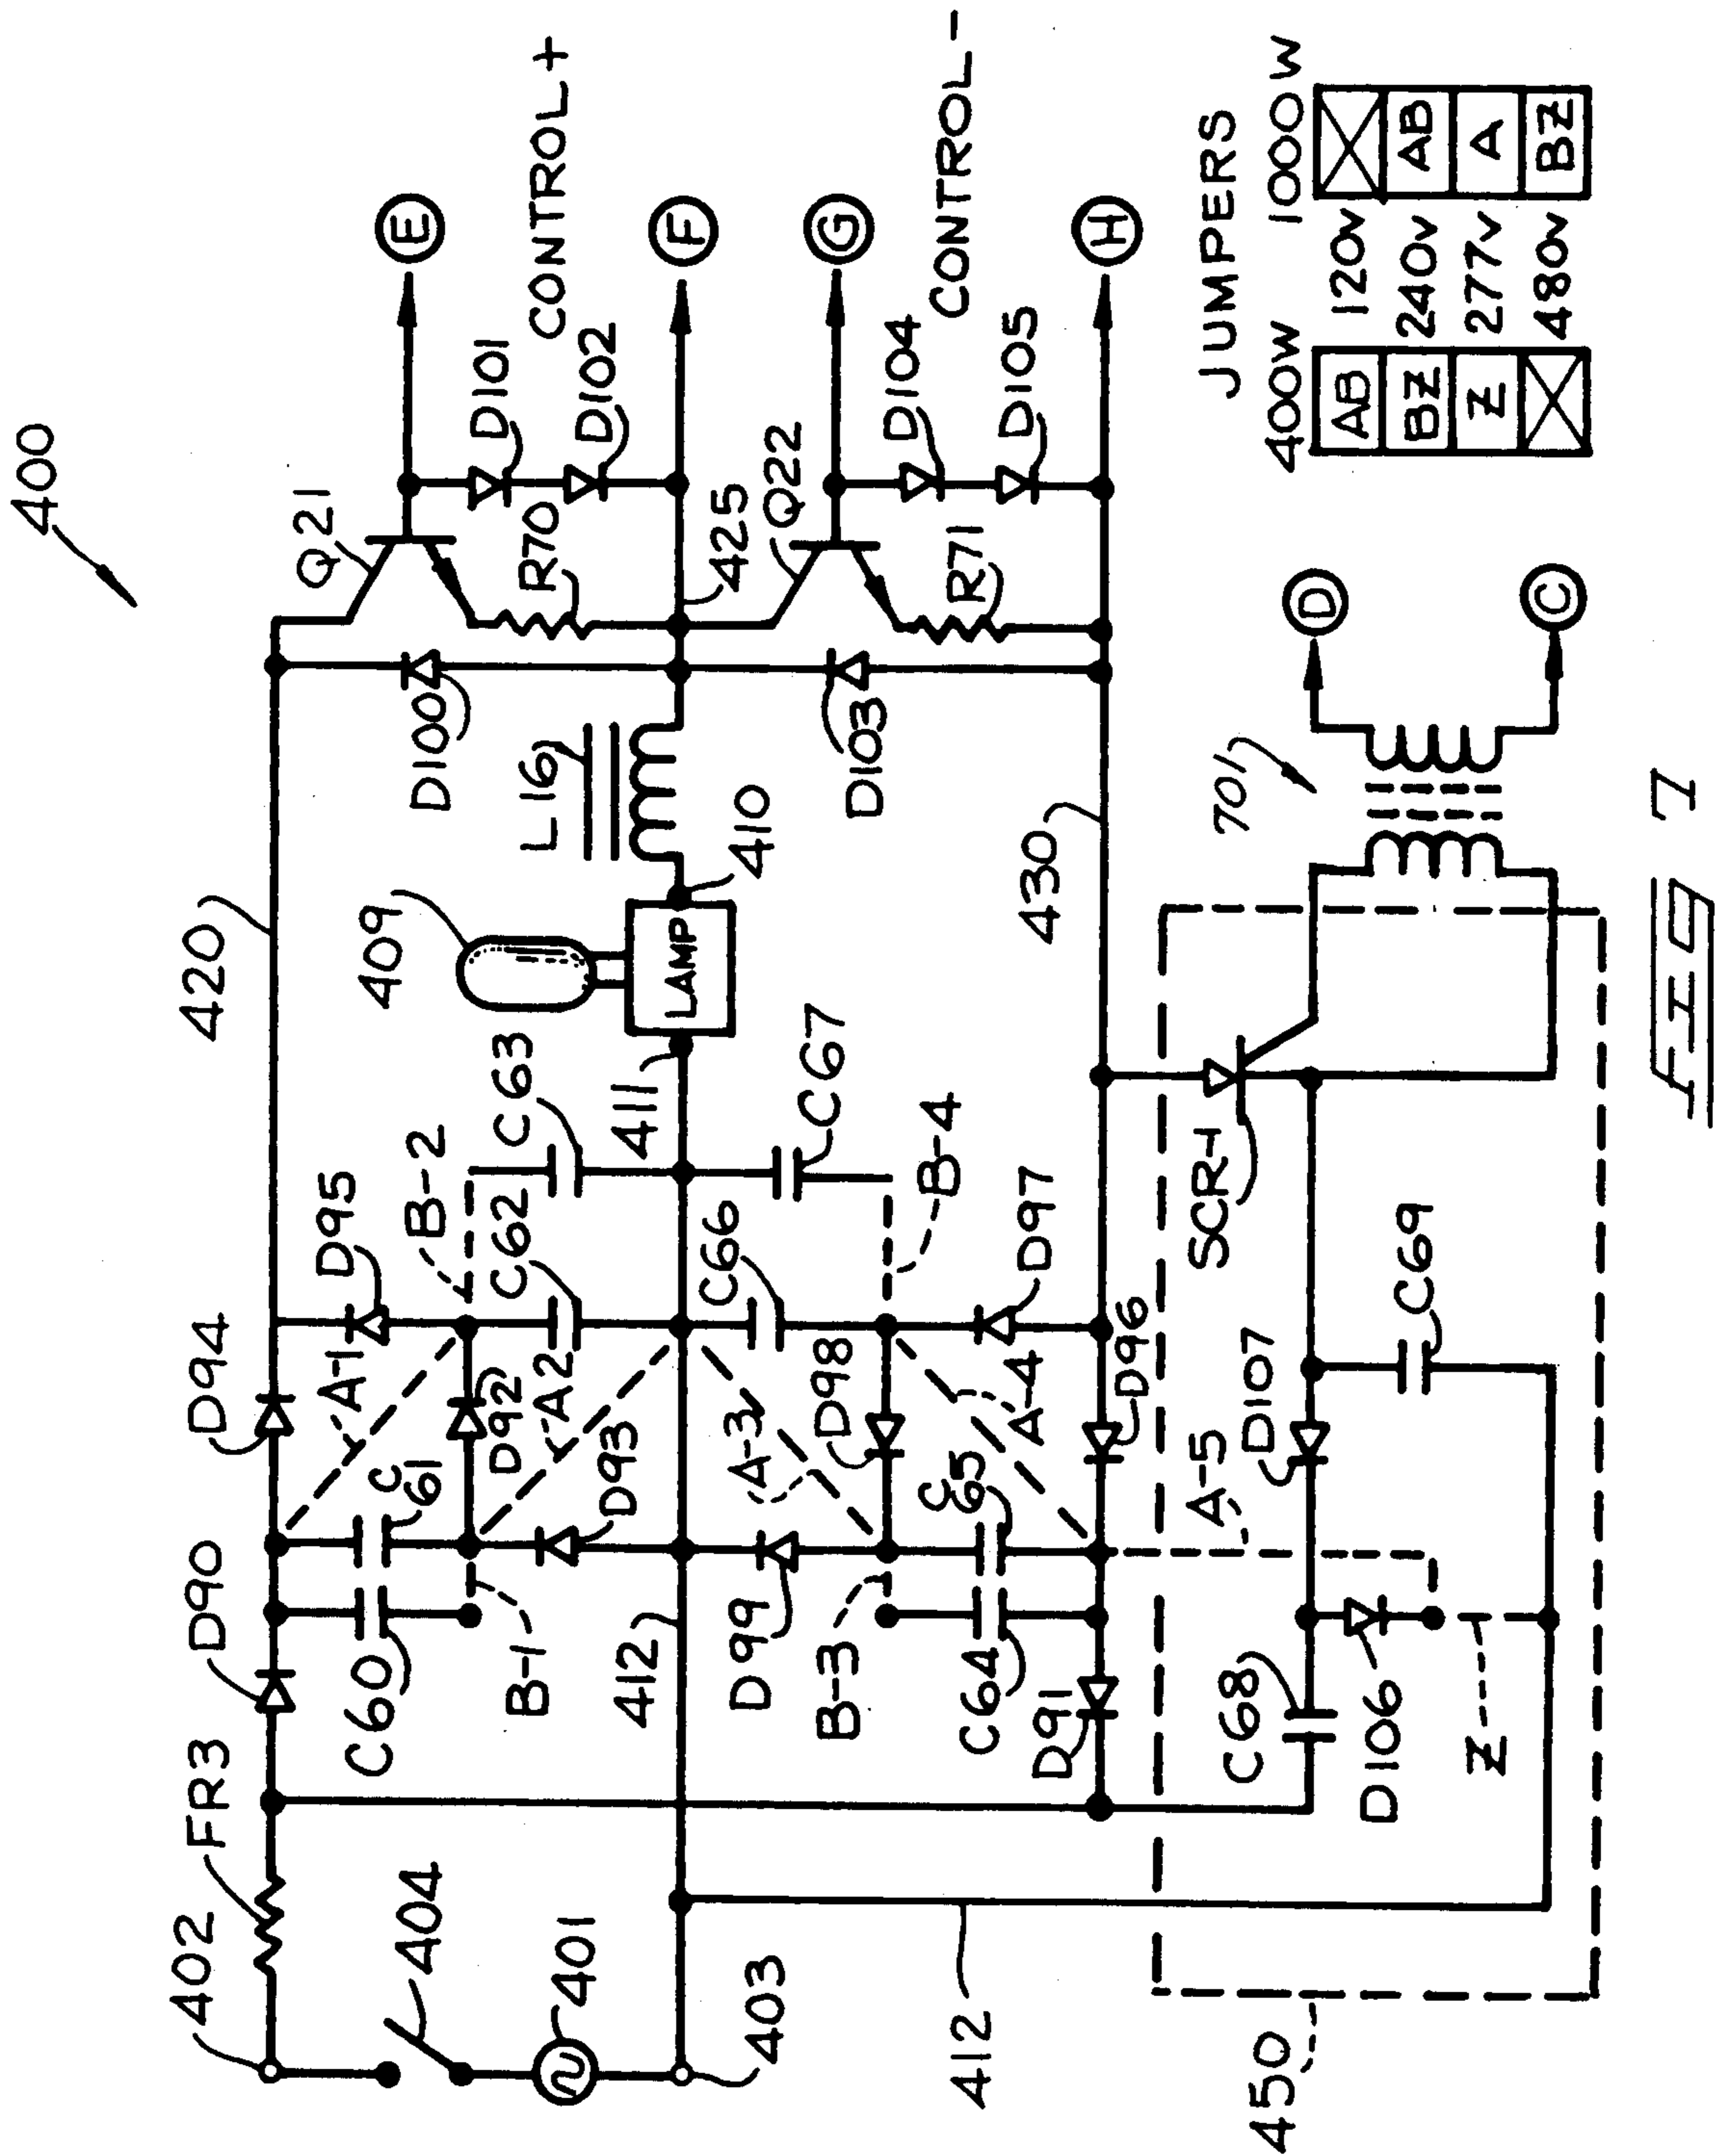 400
402
FR3
D90
D94
420
Q21
E
404
C60
C
61
A-1
D95
B-2
C63
409
L16
D100
R70
D101
D102
CONTROL+
401
B-1
D92
A2
C62
LAMP
410
425
F
403
412
D93
411
C66
C67
Q22
G
D99
A-3
D98
B-4
D103
R71
D104
D105
CONTROL-
B-3
C64
C
65
A-4
D97
430
H
D91
D96
412
450
A-5
SCR-1
701
D
C68
D107
C69
D106
Z
C
JUMPERS
400W 1000W
AB 120V
BZ 240V AB
Z 277V A
480V BZ
FIG 7